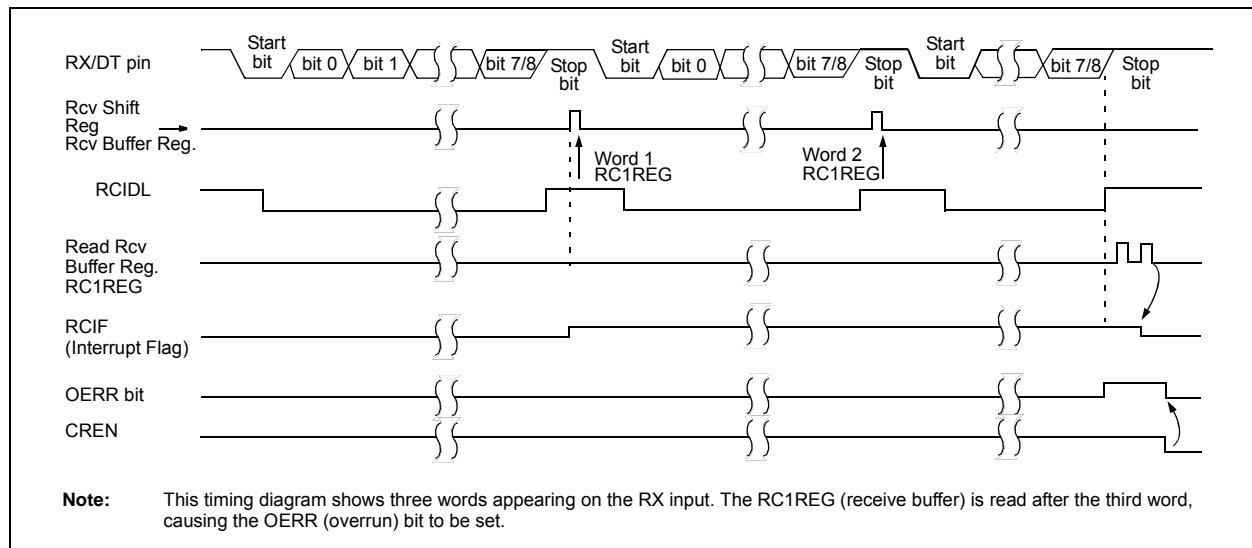 Start bit
bit 0
bit 1
bit 7/8
Stop bit
Start bit
bit 0
bit 7/8
Stop bit
Start bit
bit 7/8
Stop bit
RX/DT pin
Rcv Shift
Reg
Rcv Buffer Reg.
Word 1
RC1REG
Word 2
RC1REG
RCIDL
Read Rcv
Buffer Reg.
RC1REG
RCIF
(Interrupt Flag)
OERR bit
CREN
Note: This timing diagram shows three words appearing on the RX input. The RC1REG (receive buffer) is read after the third word,
causing the OERR (overrun) bit to be set.